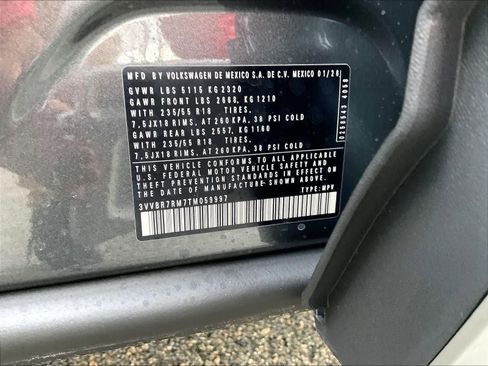 MFD BY VOLKSWAGEN DE MEXICO S.A. DE C.V. MEXICO 01/26
GVWR LBS 5115 KG 2320
GAWR FRONT LBS 2668, KG1210
WITH 235/55 R18 TIRES,
7,5JX18 RIMS, AT 260 KPA, 38 PSI COLD
GAWR REAR LBS 2557, KG 1160
WITH 235/55 R18 TIRES,
7,5JX18 RIMS, AT 260KPA, 38 PSI COLD
THIS VEHICLE CONFORMS TO ALL APPLICABLE
U.S. FEDERAL MOTOR VEHICLE SAFETY AND
THEFT PREVENTION STANDARDS IN EFFECT ON
THE DATE OF MANUFACTURE SHOWN ABOVE.
3VVBR7RM7TM059997 TYPE:MPV
0258543 4058